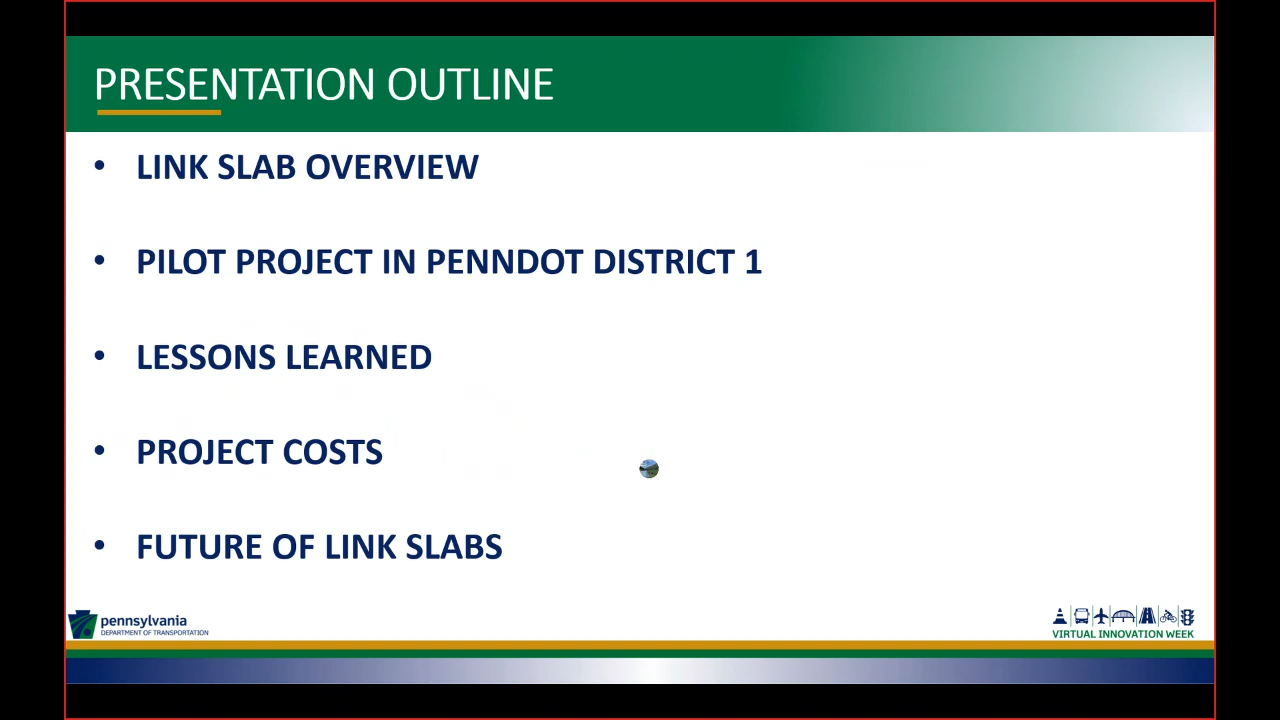 PRESENTATION OUTLINE
• LINK SLAB OVERVIEW
• PILOT PROJECT IN PENNDOT DISTRICT 1
• LESSONS LEARNED
• PROJECT COSTS
• FUTURE OF LINK SLABS
pennsylvania
DEPARTMENT OF TRANSPORTATION
VIRTUAL INNOVATION WEEK